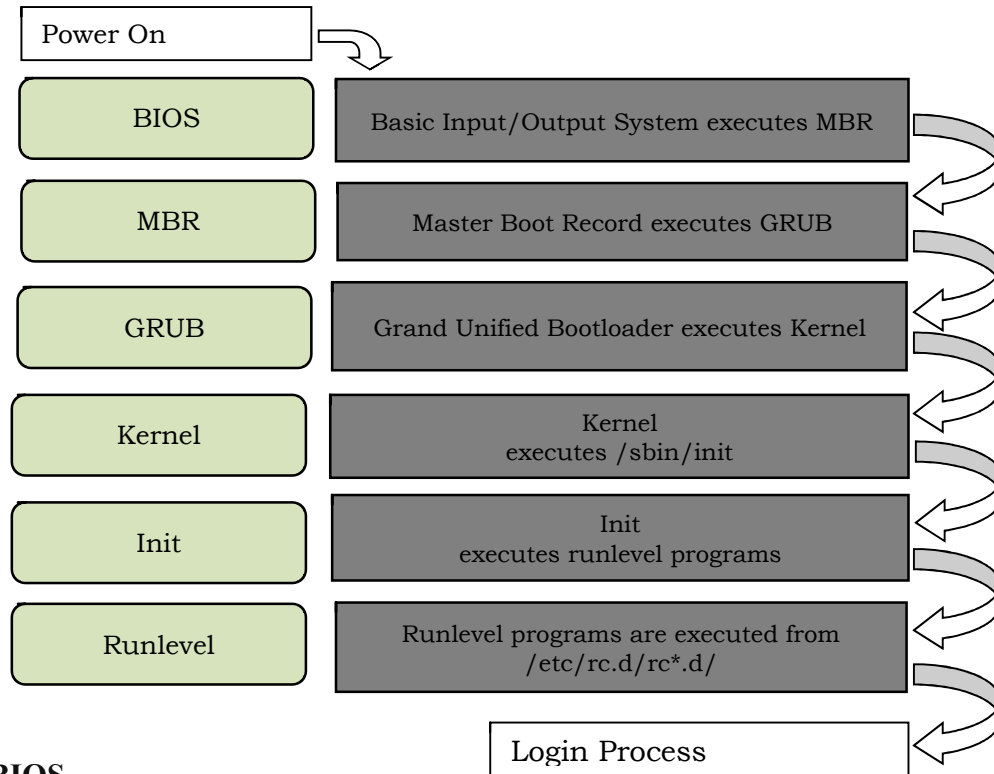 Power On
BIOS
Basic Input/Output System executes MBR
MBR
Master Boot Record executes GRUB
GRUB
Grand Unified Bootloader executes Kernel
Kernel
Kernel
executes /sbin/init
Init
Init
executes runlevel programs
Runlevel
Runlevel programs are executed from
/etc/rc.d/rc*.d/
Login Process
BIOS